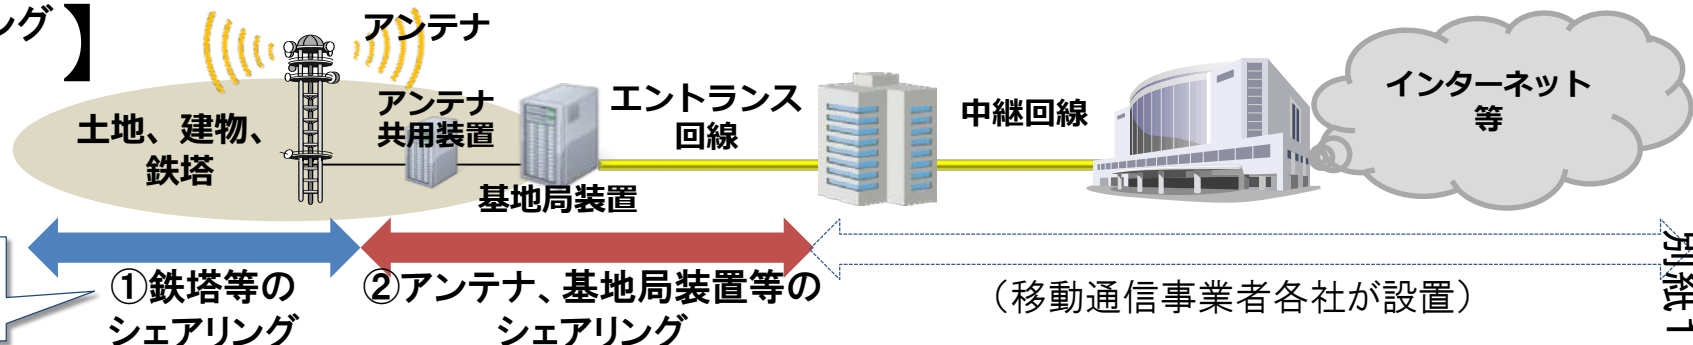 ング】
アンテナ
土地、建物、
鉄塔
アンテナ
共用装置
基地局装置
エントランス
回線
中継回線
インターネット
等
①鉄塔等の
シェアリング
②アンテナ、基地局装置等の
シェアリング
（移動通信事業者各社が設置）
別紙